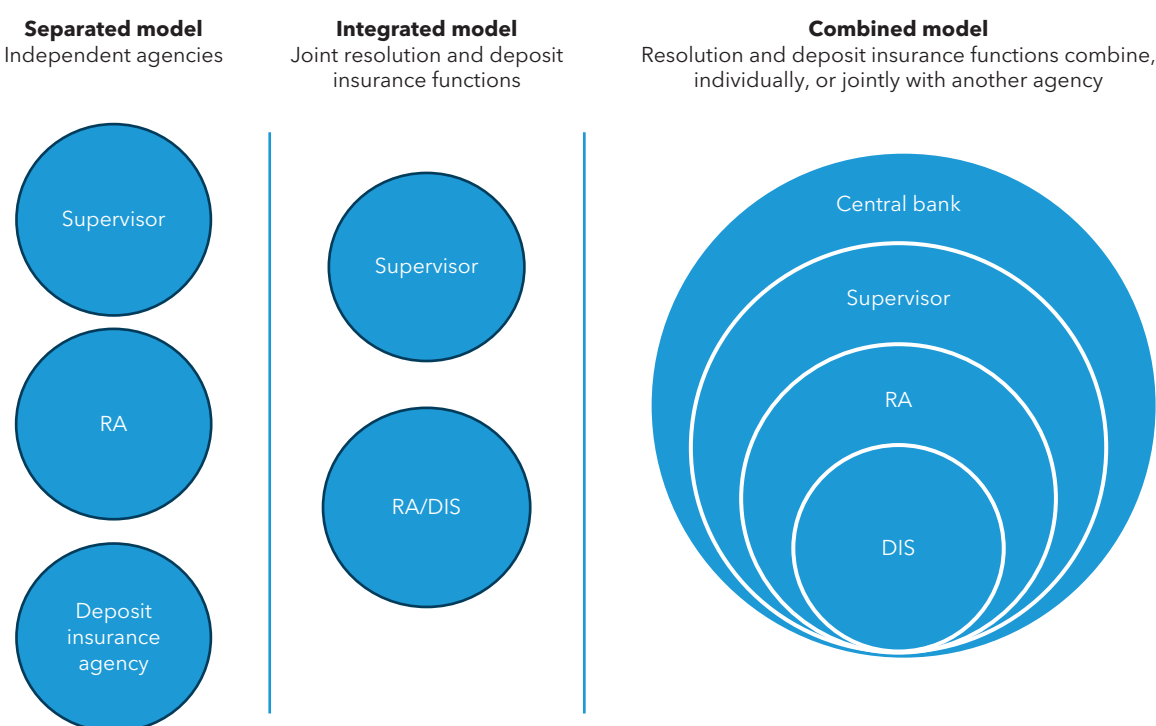 Separated model
Independent agencies
Supervisor
RA
Deposit
insurance
agency
Integrated model
Joint resolution and deposit
insurance functions
Supervisor
RA/DIS
Combined model
Resolution and deposit insurance functions combine,
individually, or jointly with another agency
Central bank
Supervisor
RA
DIS